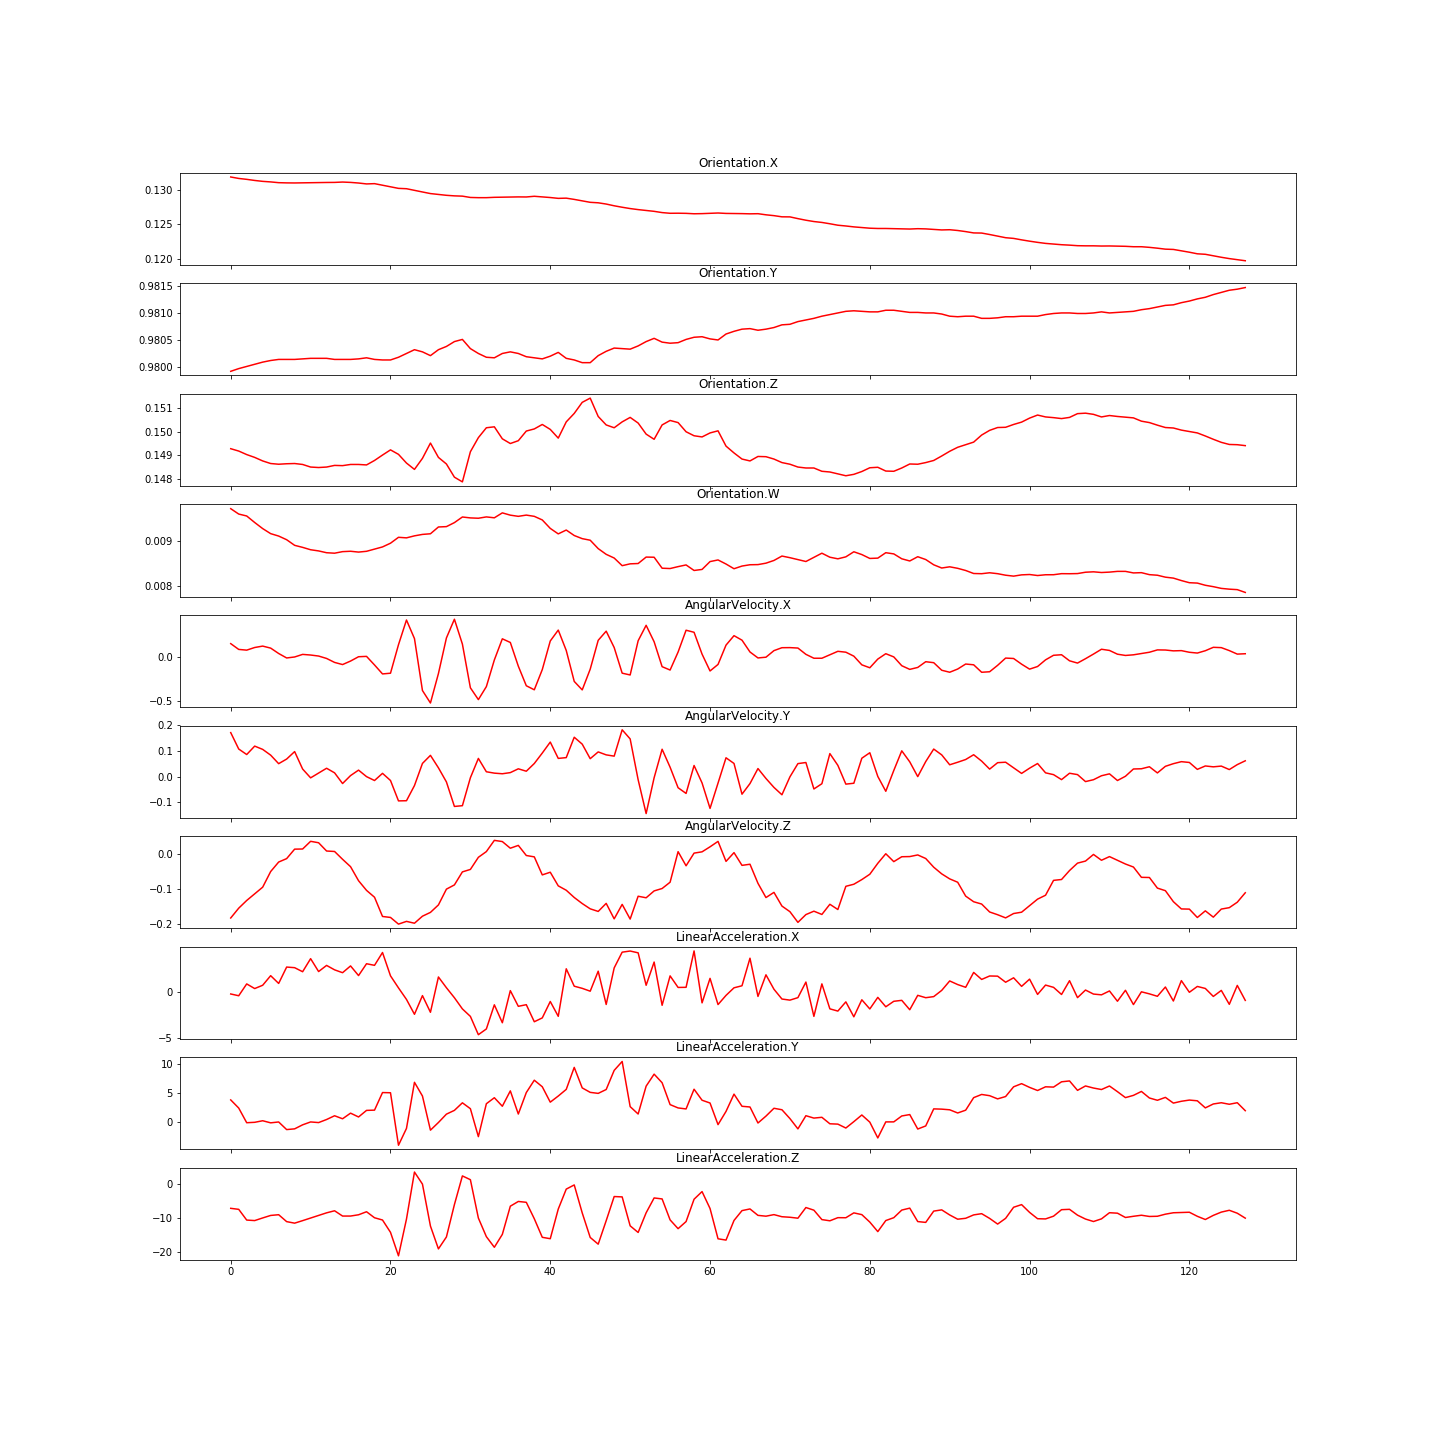 Orientation.X
0.130
0.125
0.120
Orientation.Y
0.9815
0.9810
0.9805
0.9800
Orientation.Z
0.151
0.150
0.149
0.148
Orientation.W
0.009
0.008
AngularVelocity.X
0.0
−0.5
AngularVelocity.Y
0.2
0.1
0.0
−0.1
AngularVelocity.Z
0.0
−0.1
−0.2
LinearAcceleration.X
0
−5
LinearAcceleration.Y
10
5
0
LinearAcceleration.Z
0
−10
−20
0 20 40 60 80 100 120